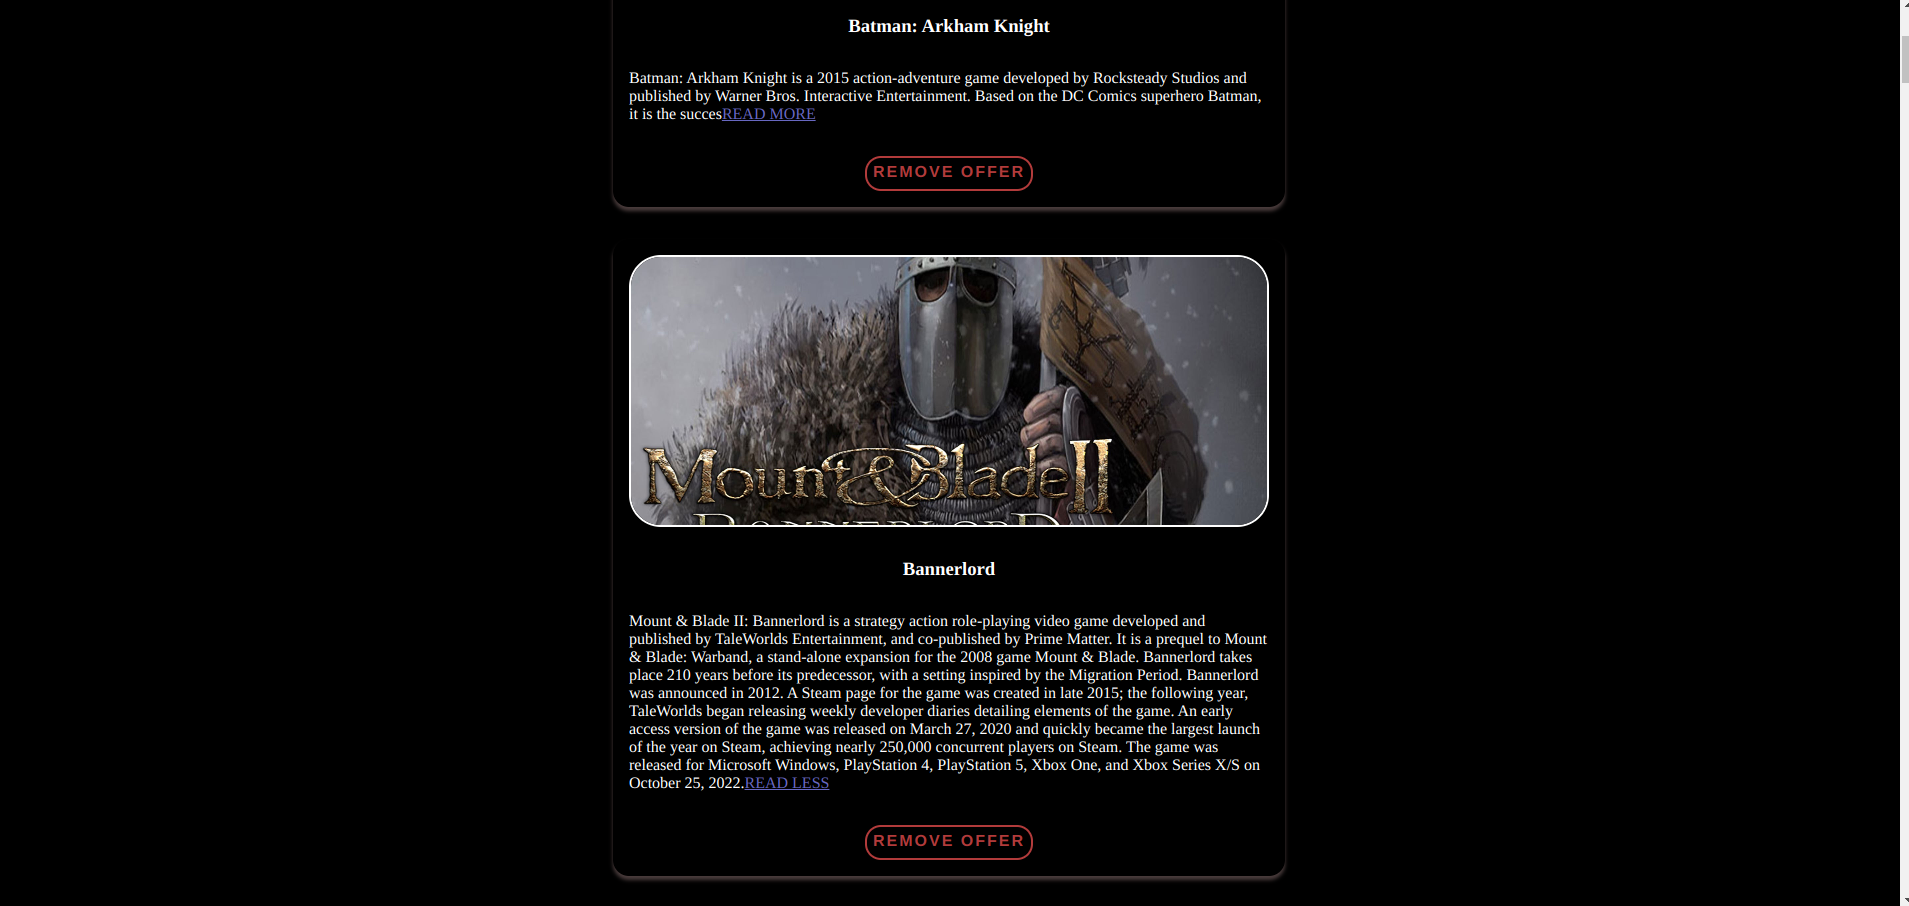 Batman: Arkham Knight
Batman: Arkham Knight is a 2015 action-adventure game developed by Rocksteady Studios and
published by Warner Bros. Interactive Entertainment. Based on the DC Comics superhero Batman,
it is the succesREAD MORE
REMOVE OFFER
Mount & Blade II
BANNERLORD
Bannerlord
Mount & Blade II: Bannerlord is a strategy action role-playing video game developed and
published by TaleWorlds Entertainment, and co-published by Prime Matter. It is a prequel to Mount
& Blade: Warband, a stand-alone expansion for the 2008 game Mount & Blade. Bannerlord takes
place 210 years before its predecessor, with a setting inspired by the Migration Period. Bannerlord
was announced in 2012. A Steam page for the game was created in late 2015; the following year,
TaleWorlds began releasing weekly developer diaries detailing elements of the game. An early
access version of the game was released on March 27, 2020 and quickly became the largest launch
of the year on Steam, achieving nearly 250,000 concurrent players on Steam. The game was
released for Microsoft Windows, PlayStation 4, PlayStation 5, Xbox One, and Xbox Series X/S on
October 25, 2022.READ LESS
REMOVE OFFER